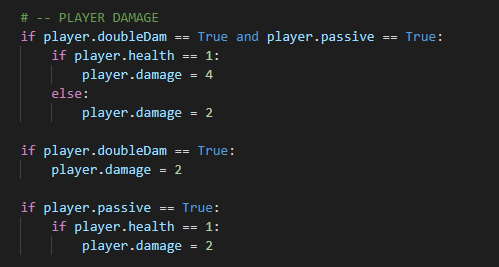 # -- PLAYER DAMAGE
if player.doubleDam == True and player.passive == True:
    if player.health == 1:
        player.damage = 4
    else:
        player.damage = 2

if player.doubleDam == True:
    player.damage = 2

if player.passive == True:
    if player.health == 1:
        player.damage = 2